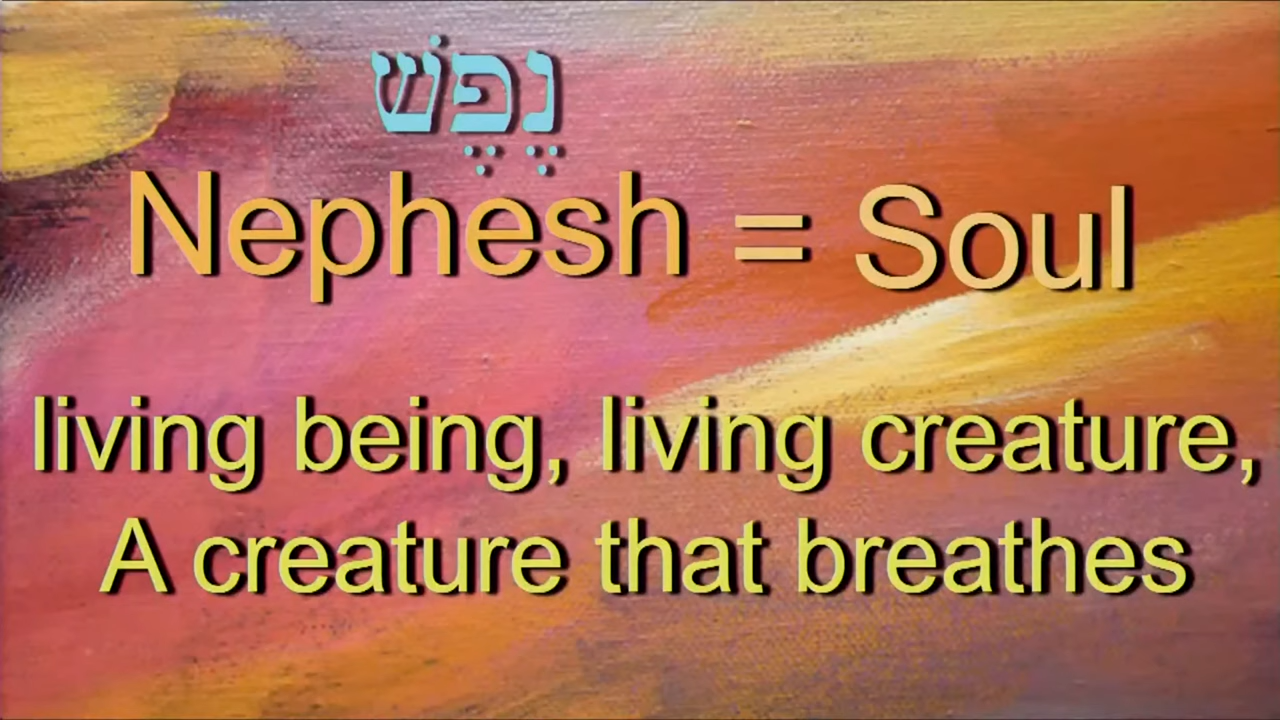 נֶפֶשׁ
Nephesh = Soul
living being, living creature,
A creature that breathes